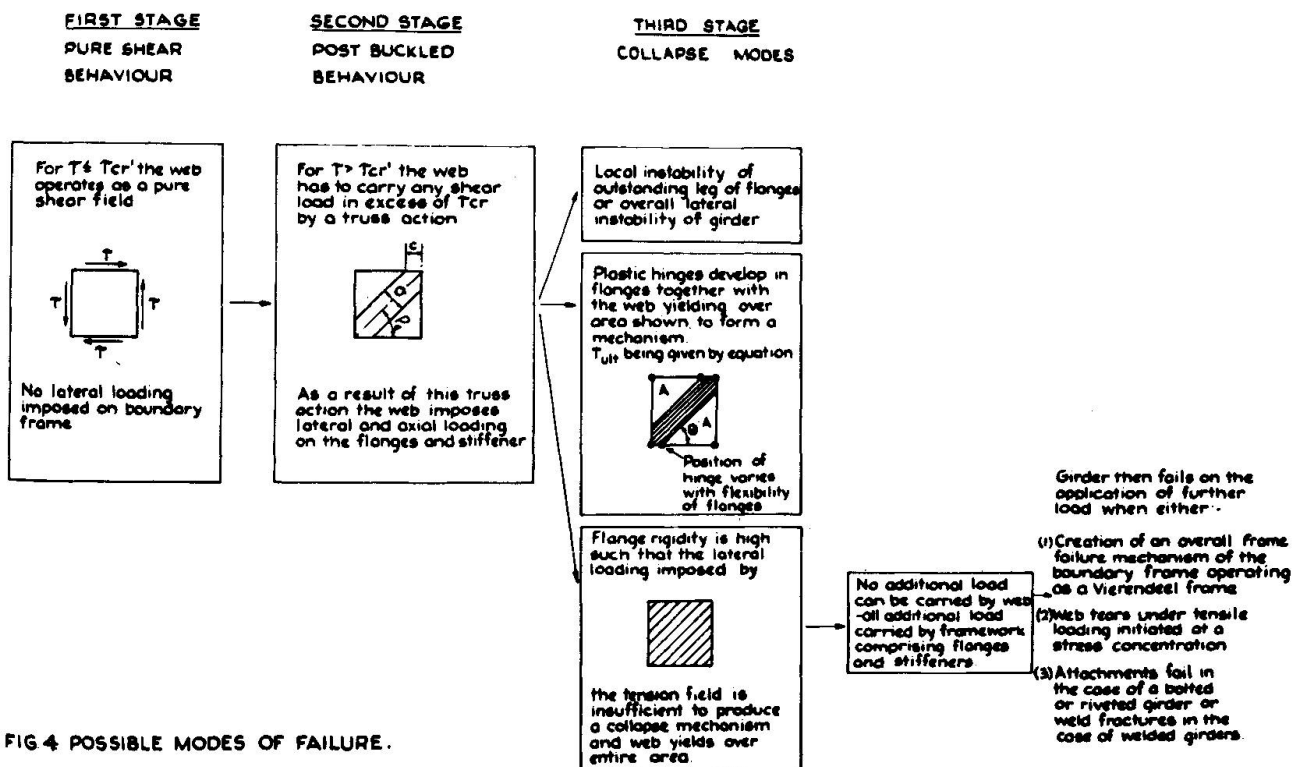 FIRST STAGE
PURE SHEAR
BEHAVIOUR
SECOND STAGE
POST BUCKLED
BEHAVIOUR
THIRD STAGE
COLLAPSE MODES
For τ ≤ τcr' the web
operates as a pure
shear field
τ
τ
τ
τ
No lateral loading
imposed on boundary
frame
For τ > τcr' the web
has to carry any shear
load in excess of τcr
by a truss action
c
As a result of this truss
action the web imposes
lateral and axial loading
on the flanges and stiffener
Local instability of
outstanding leg of flanges
or overall lateral
instability of girder
Plastic hinges develop in
flanges together with
the web yielding over
area shown, to form a
mechanism.
τult being given by equation
A
θ A
Position of
hinge varies
with flexibility
of flanges
Flange rigidity is high
such that the lateral
loading imposed by
the tension field is
insufficient to produce
a collapse mechanism
and web yields over
entire area.
No additional load
can be carried by web
-all additional load
carried by framework
comprising flanges
and stiffeners.
Girder then fails on the
application of further
load when either:-
(1) Creation of an overall frame
failure mechanism of the
boundary frame operating
as a Vierendeel frame
(2) Web tears under tensile
loading initiated at a
stress concentration
(3) Attachments fail in
the case of a bolted
or riveted girder or
weld fractures in the
case of welded girders.
FIG.4 POSSIBLE MODES OF FAILURE.